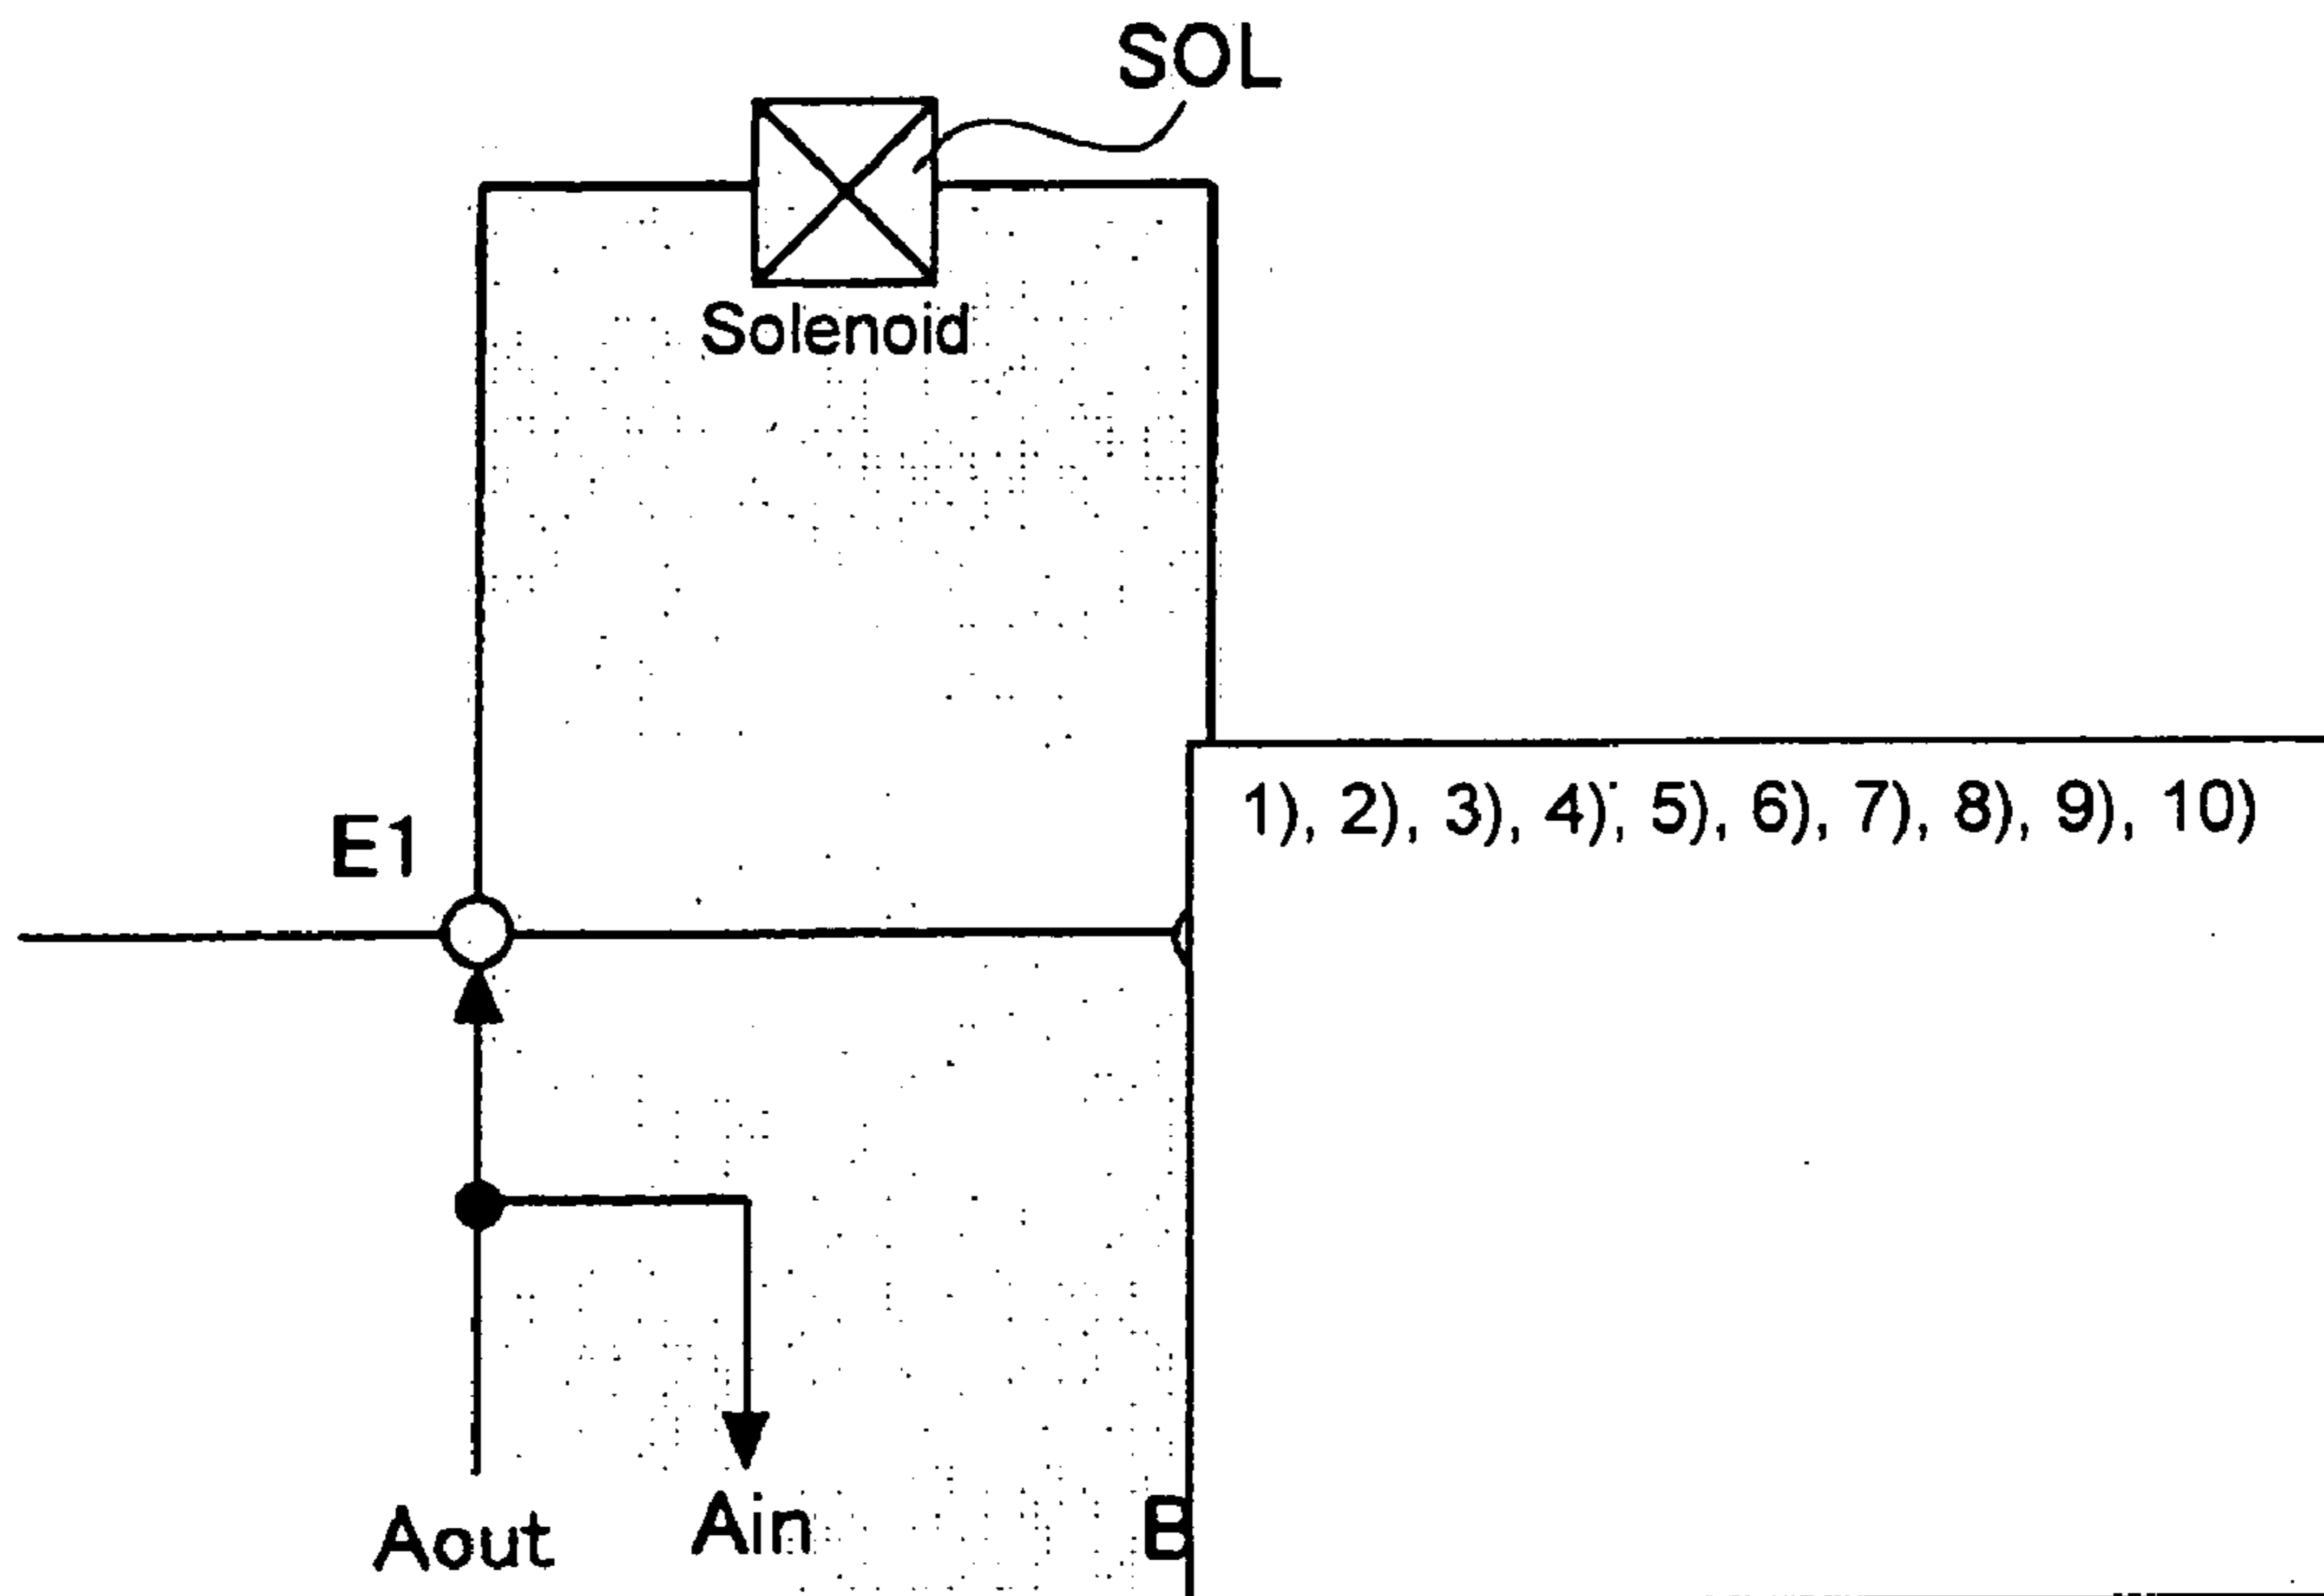 SOL
Solenoid
E1
1), 2), 3), 4), 5), 6), 7), 8), 9), 10)
Aout
Ain